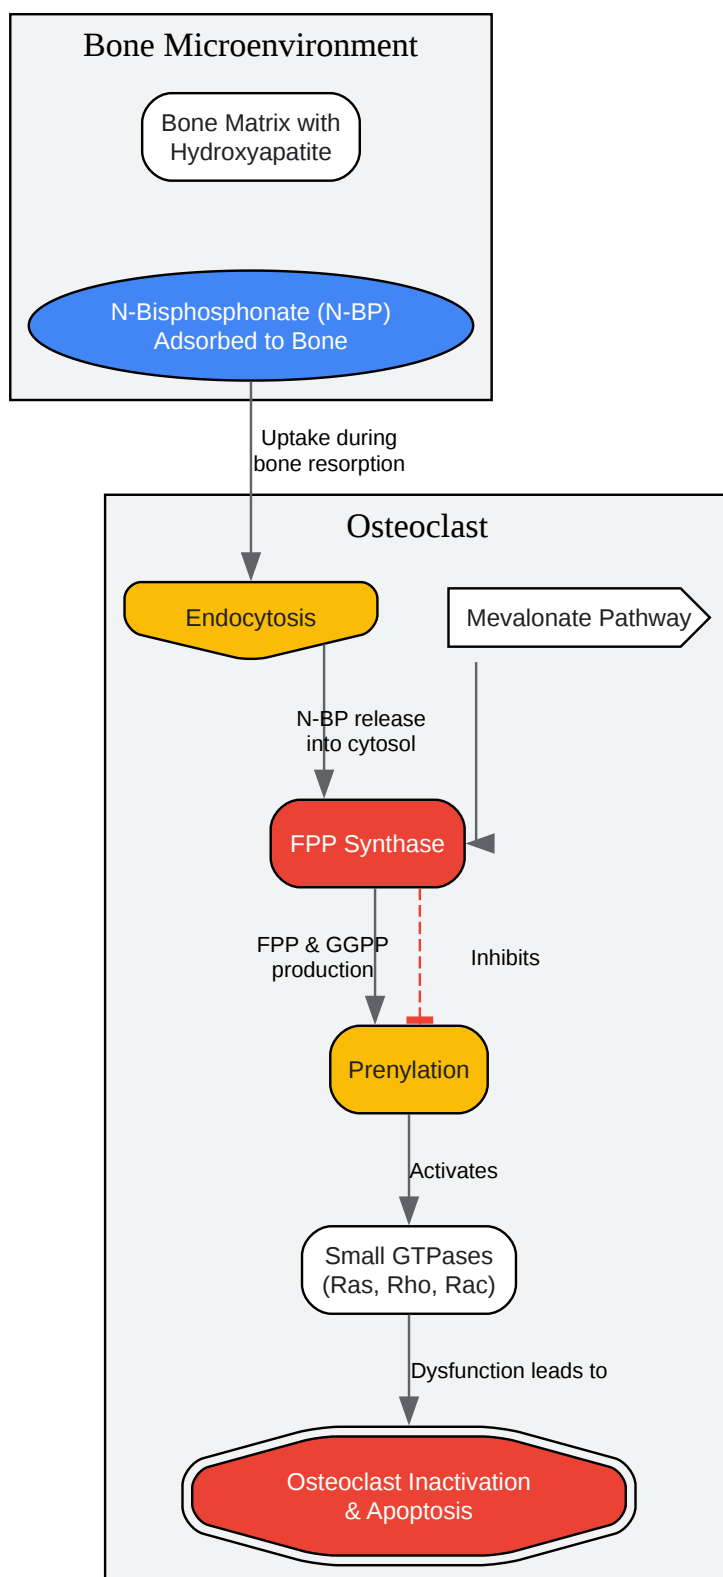 Bone Microenvironment
Bone Matrix with
Hydroxyapatite
N-Bisphosphonate (N-BP)
Adsorbed to Bone
Uptake during
bone resorption
Osteoclast
Endocytosis
Mevalonate Pathway
N-BP release
into cytosol
FPP Synthase
FPP & GGPP
production
Inhibits
Prenylation
Activates
Small GTPases
(Ras, Rho, Rac)
Dysfunction leads to
Osteoclast Inactivation
& Apoptosis